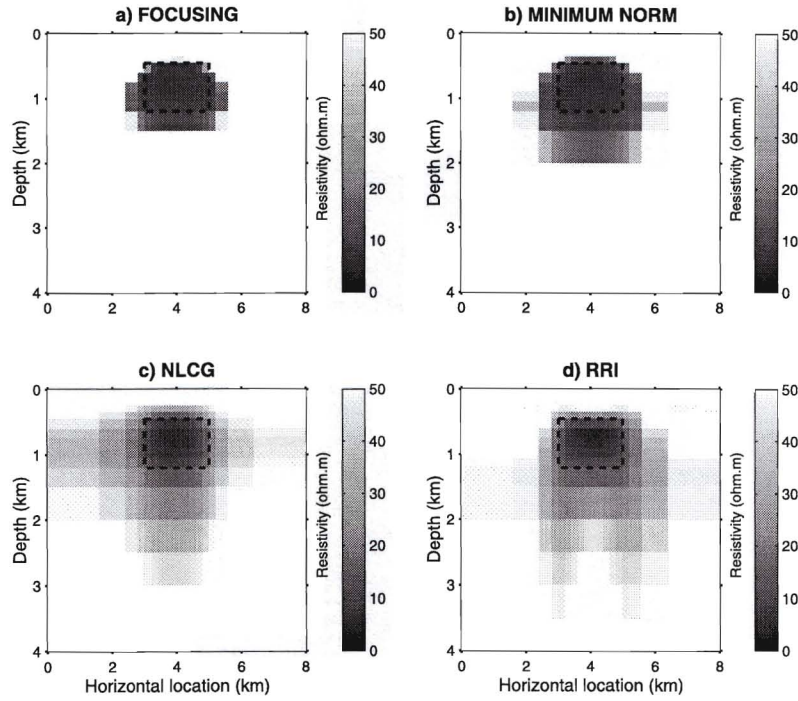 a) FOCUSING
0
1
2
3
4
Depth (km)
0 2 4 6 8
50
40
30
20
10
0
Resistivity (ohm.m)
b) MINIMUM NORM
0
1
2
3
4
Depth (km)
0 2 4 6 8
50
40
30
20
10
0
Resistivity (ohm.m)
c) NLCG
0
1
2
3
4
Depth (km)
0 2 4 6 8
Horizontal location (km)
50
40
30
20
10
0
Resistivity (ohm.m)
d) RRI
0
1
2
3
4
Depth (km)
0 2 4 6 8
Horizontal location (km)
50
40
30
20
10
0
Resistivity (ohm.m)